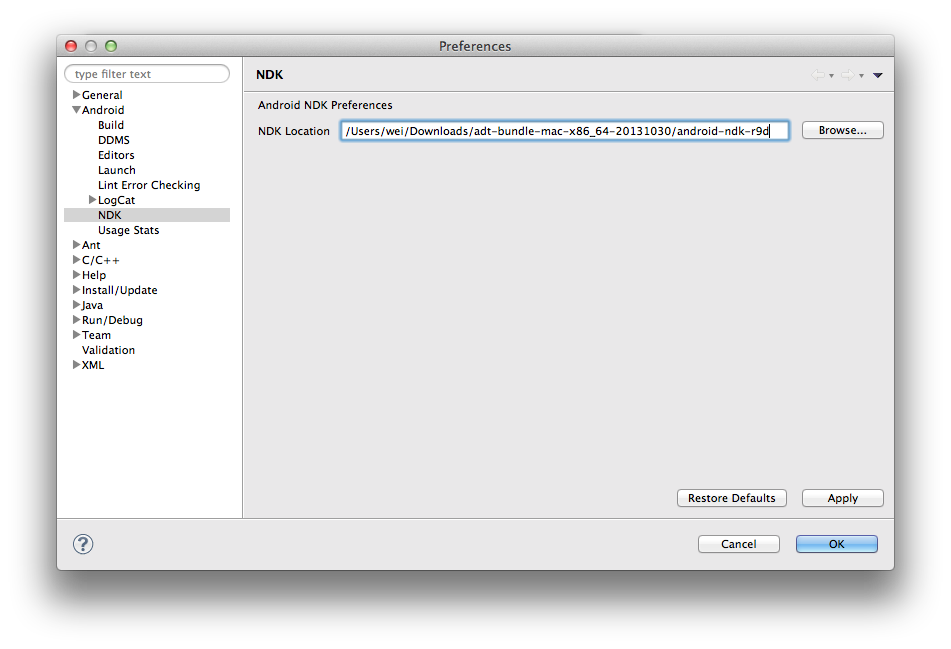 Preferences
type filter text
General
Android
Build
DDMS
Editors
Launch
Lint Error Checking
LogCat
NDK
Usage Stats
Ant
C/C++
Help
Install/Update
Java
Run/Debug
Team
Validation
XML
NDK
Android NDK Preferences
NDK Location /Users/wei/Downloads/adt-bundle-mac-x86_64-20131030/android-ndk-r9d Browse...
Restore Defaults Apply
? Cancel OK